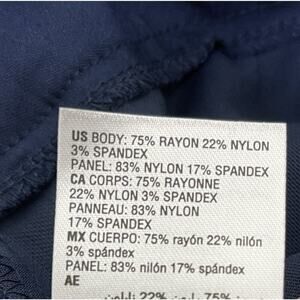 US BODY: 75% RAYON 22% NYLON
3% SPANDEX
PANEL: 83% NYLON 17% SPANDEX
CA CORPS: 75% RAYONNE
22% NYLON 3% SPANDEX
PANNEAU: 83% NYLON
17% SPANDEX
MX CUERPO: 75% rayón 22% nilón
3% spándex
PANEL: 83% nilón 17% spándex
AE
22% 75%